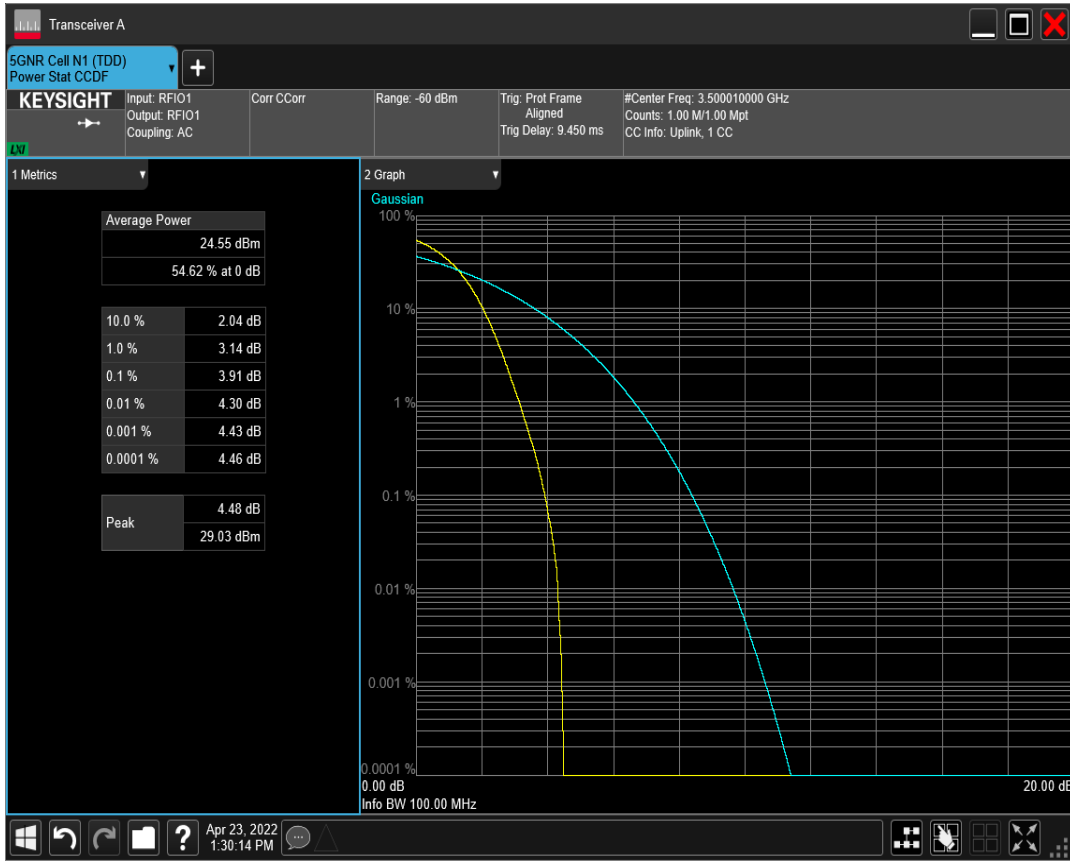 Transceiver A
5GNR Cell N1 (TDD)
Power Stat CCDF
+
KEYSIGHT
LXI
Input: RFIO1
Output: RFIO1
Coupling: AC
Corr CCorr
Range: -60 dBm
Trig: Prot Frame
Aligned
Trig Delay: 9.450 ms
#Center Freq: 3.500010000 GHz
Counts: 1.00 M/1.00 Mpt
CC Info: Uplink, 1 CC
1 Metrics
Average Power
24.55 dBm
54.62 % at 0 dB
10.0 % 2.04 dB
1.0 % 3.14 dB
0.1 % 3.91 dB
0.01 % 4.30 dB
0.001 % 4.43 dB
0.0001 % 4.46 dB
Peak
4.48 dB
29.03 dBm
2 Graph
Gaussian
100 %
10 %
1 %
0.1 %
0.01 %
0.001 %
0.0001 %
0.00 dB 20.00 dB
Info BW 100.00 MHz
?
Apr 23, 2022
1:30:14 PM